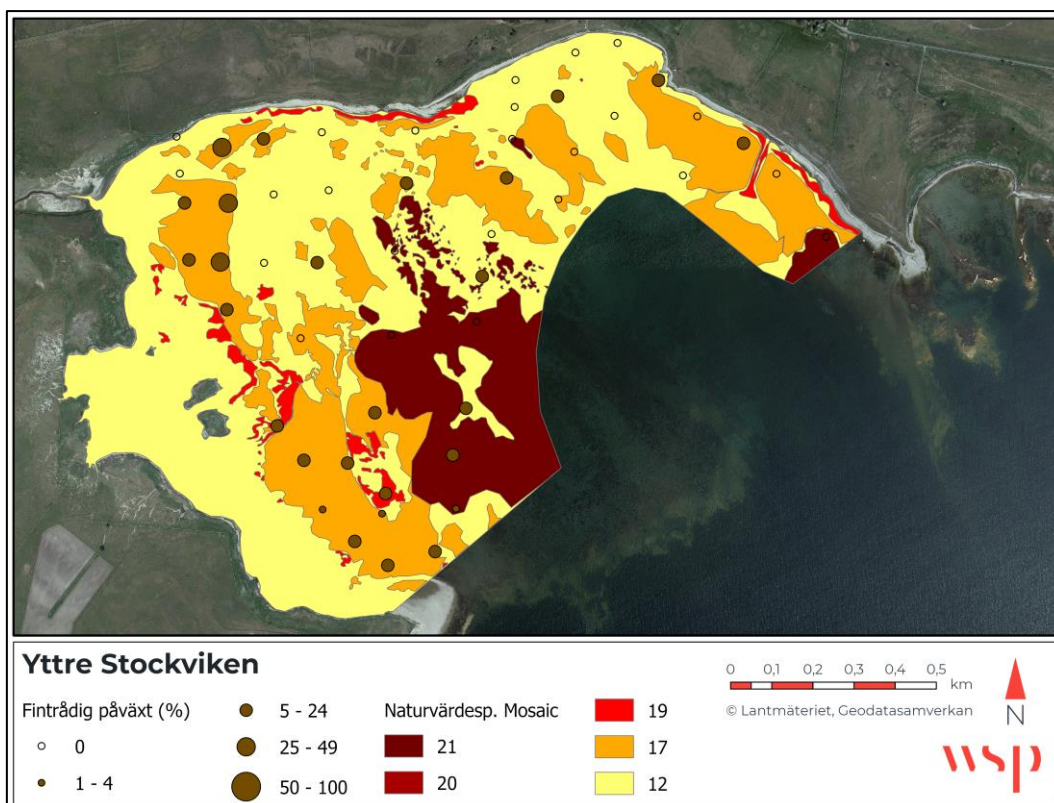 Yttre Stockviken
Fintrådig påväxt (%)
0
1 - 4
5 - 24
25 - 49
50 - 100
Naturvärdesp. Mosaic
21
20
19
17
12
0 0,1 0,2 0,3 0,4 0,5
km
© Lantmäteriet, Geodatasamverkan
N
wsp